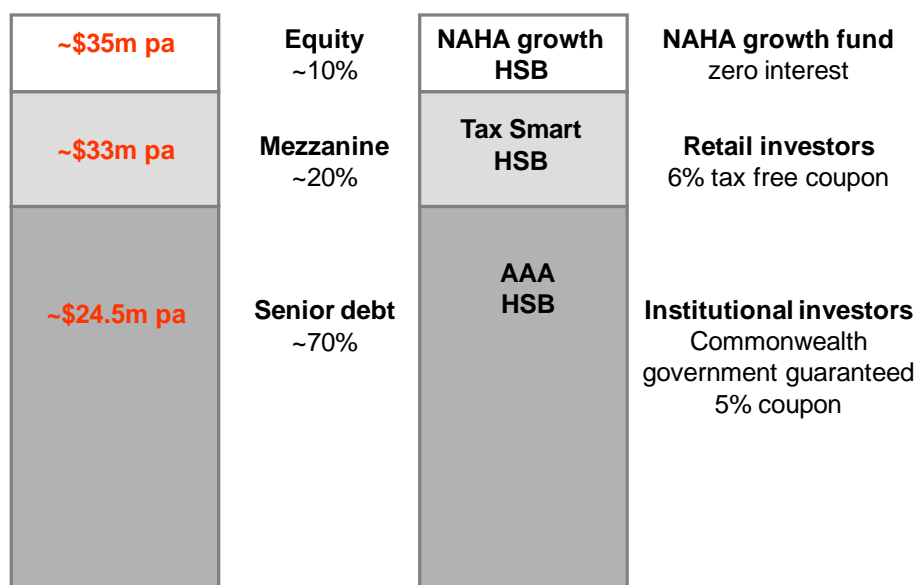 ~$35m pa
Equity
~10%
NAHA growth
HSB
NAHA growth fund
zero interest
~$33m pa
Mezzanine
~20%
Tax Smart
HSB
Retail investors
6% tax free coupon
~$24.5m pa
Senior debt
~70%
AAA
HSB
Institutional investors
Commonwealth
government guaranteed
5% coupon